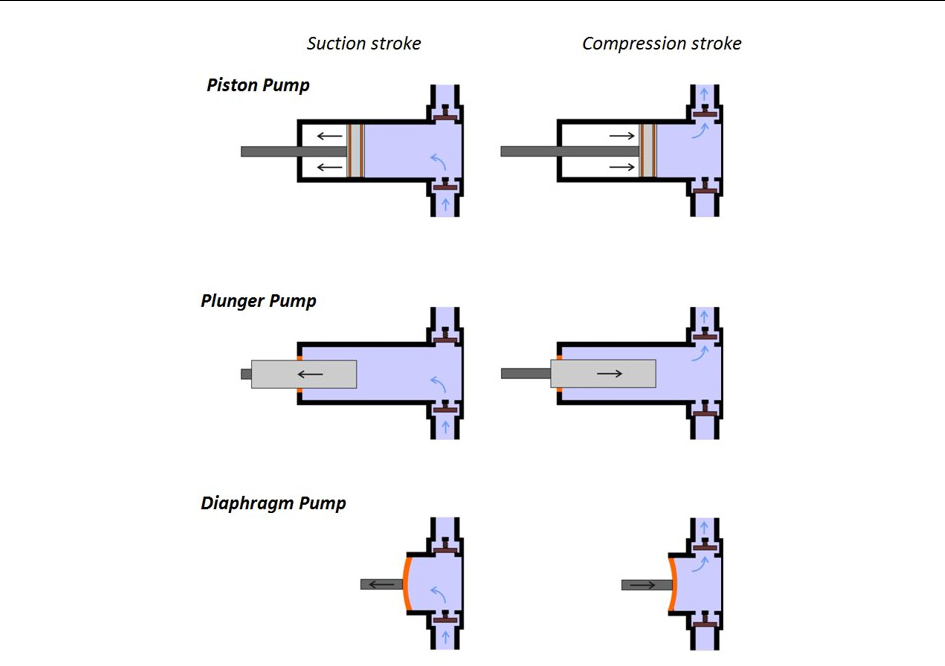 Suction stroke
Compression stroke
Piston Pump
Plunger Pump
Diaphragm Pump